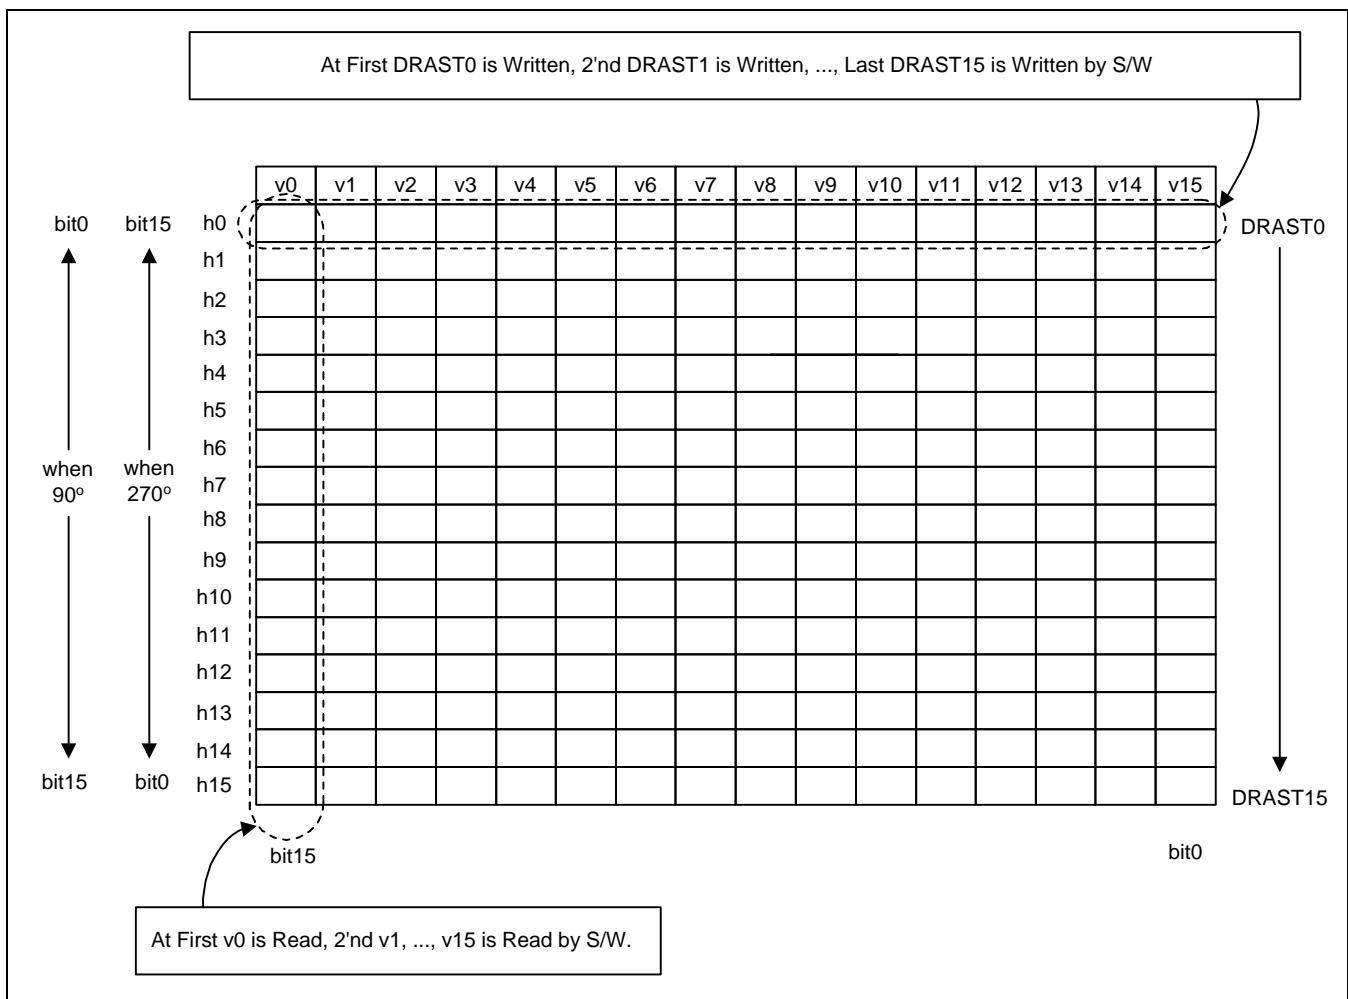 At First DRAST0 is Written, 2'nd DRAST1 is Written, ..., Last DRAST15 is Written by S/W
v0 v1 v2 v3 v4 v5 v6 v7 v8 v9 v10 v11 v12 v13 v14 v15
bit0 bit15 h0 DRAST0
h1
h2
h3
h4
h5
h6
when when
90º 270º h7
h8
h9
h10
h11
h12
h13
h14
bit15 bit0 h15
DRAST15
bit15 bit0
At First v0 is Read, 2'nd v1, ..., v15 is Read by S/W.